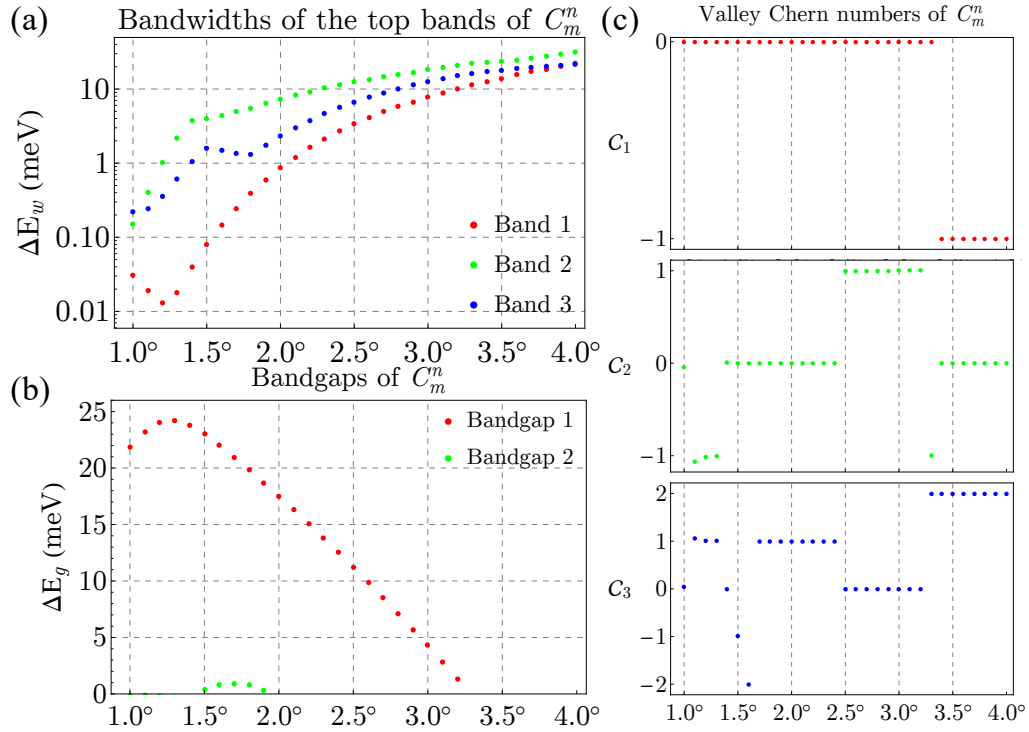 (a)
Bandwidths of the top bands of C_m^n
ΔE_w (meV)
10
1
0.10
0.01
Band 1
Band 2
Band 3
1.0° 1.5° 2.0° 2.5° 3.0° 3.5° 4.0°
(b)
Bandgaps of C_m^n
ΔE_g (meV)
25
20
15
10
5
0
Bandgap 1
Bandgap 2
1.0° 1.5° 2.0° 2.5° 3.0° 3.5° 4.0°
(c)
Valley Chern numbers of C_m^n
C_1
0
-1
C_2
1
0
-1
C_3
2
1
0
-1
-2
1.0° 1.5° 2.0° 2.5° 3.0° 3.5° 4.0°